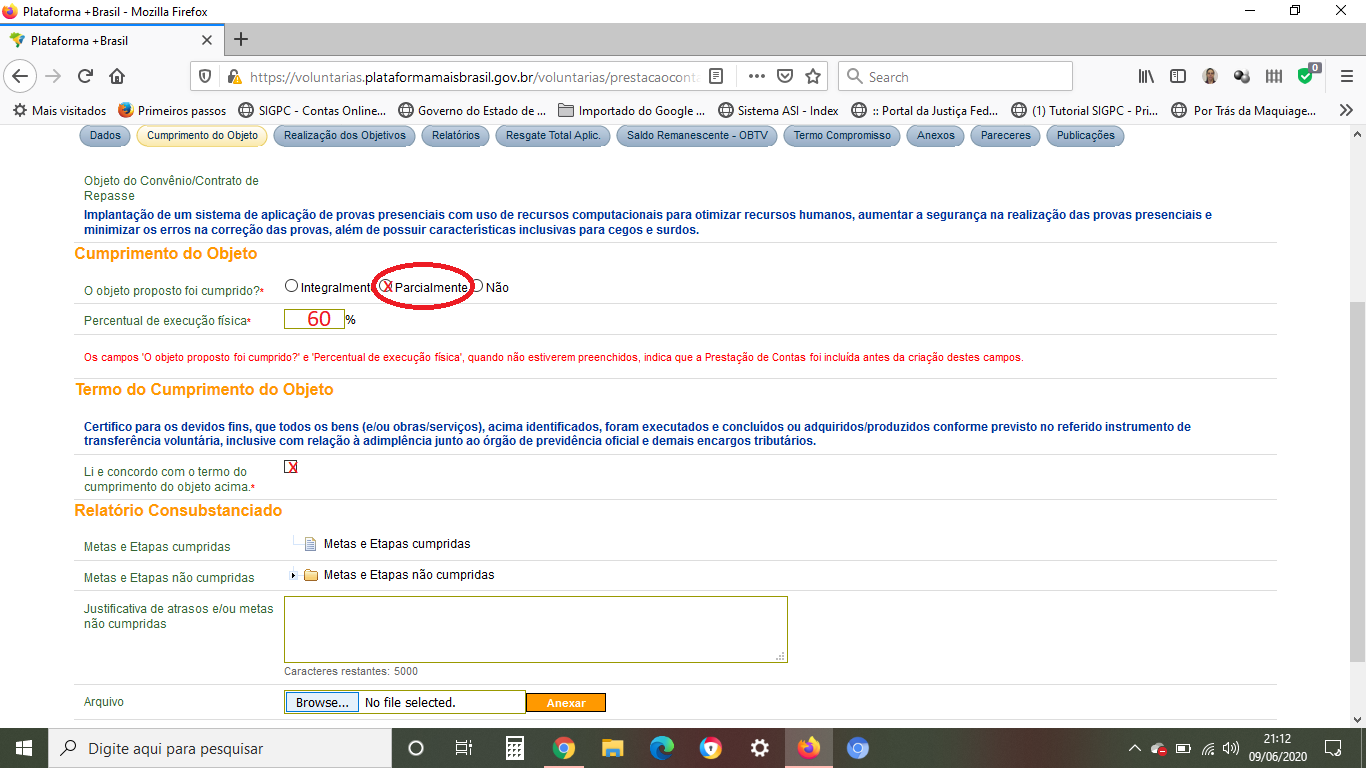 Plataforma +Brasil - Mozilla Firefox
Plataforma +Brasil
https://voluntarias.plataformamaisbrasil.gov.br/voluntarias/prestacaocont
Search
Mais visitados
Primeiros passos
SIGPC - Contas Online...
Governo do Estado de ...
Importado do Google ...
Sistema ASI - Index
:: Portal da Justiça Fed...
(1) Tutorial SIGPC - Pri...
Por Trás da Maquiage...
Dados
Cumprimento do Objeto
Realização dos Objetivos
Relatórios
Resgate Total Aplic.
Saldo Remanescente - OBTV
Termo Compromisso
Anexos
Pareceres
Publicações
Objeto do Convênio/Contrato de
Repasse
Implantação de um sistema de aplicação de provas presenciais com uso de recursos computacionais para otimizar recursos humanos, aumentar a segurança na realização das provas presenciais e
minimizar os erros na correção das provas, além de possuir características inclusivas para cegos e surdos.
Cumprimento do Objeto
O objeto proposto foi cumprido?*
Integralment
X Parcialmente
Não
Percentual de execução física*
60 %
Os campos 'O objeto proposto foi cumprido?' e 'Percentual de execução física', quando não estiverem preenchidos, indica que a Prestação de Contas foi incluída antes da criação destes campos.
Termo do Cumprimento do Objeto
Certifico para os devidos fins, que todos os bens (e/ou obras/serviços), acima identificados, foram executados e concluídos ou adquiridos/produzidos conforme previsto no referido instrumento de
transferência voluntária, inclusive com relação à adimplência junto ao órgão de previdência oficial e demais encargos tributários.
Li e concordo com o termo do
cumprimento do objeto acima.*
X
Relatório Consubstanciado
Metas e Etapas cumpridas
Metas e Etapas cumpridas
Metas e Etapas não cumpridas
Metas e Etapas não cumpridas
Justificativa de atrasos e/ou metas
não cumpridas
Caracteres restantes: 5000
Arquivo
Browse... No file selected.
Anexar
Digite aqui para pesquisar
21:12
09/06/2020
0